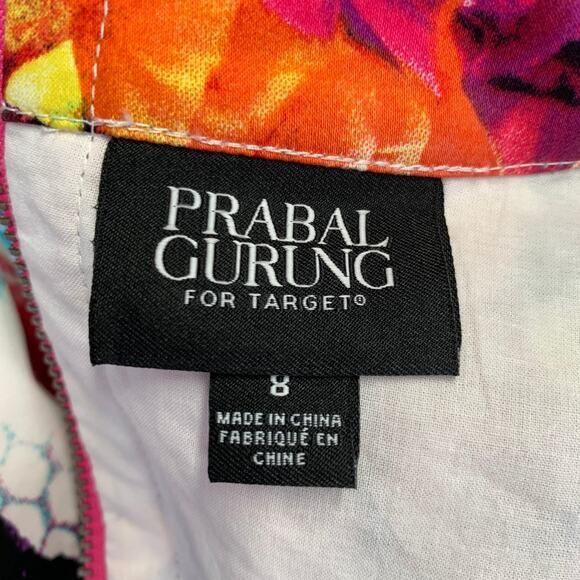 PRABAL
GURUNG
FOR TARGET
8
MADE IN CHINA
FABRIQUÉ EN
CHINE